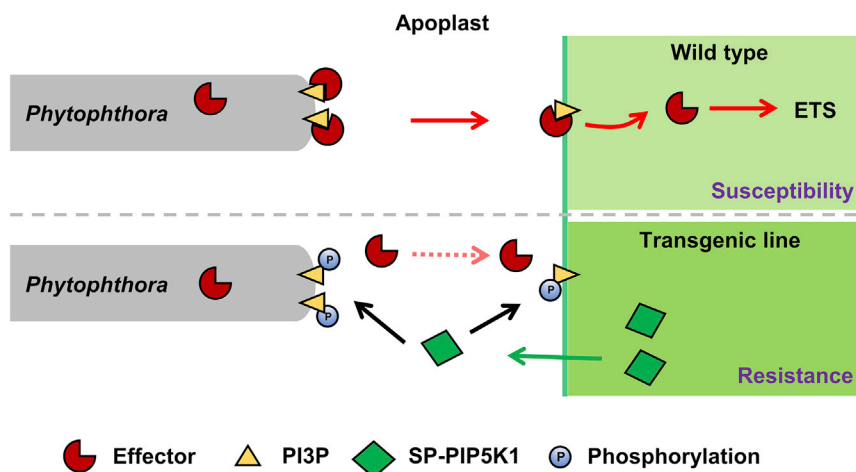 Apoplast
Wild type
Phytophthora
ETS
Susceptibility
Transgenic line
P
Phytophthora
P
P
Resistance
Effector PI3P SP-PIP5K1 P Phosphorylation